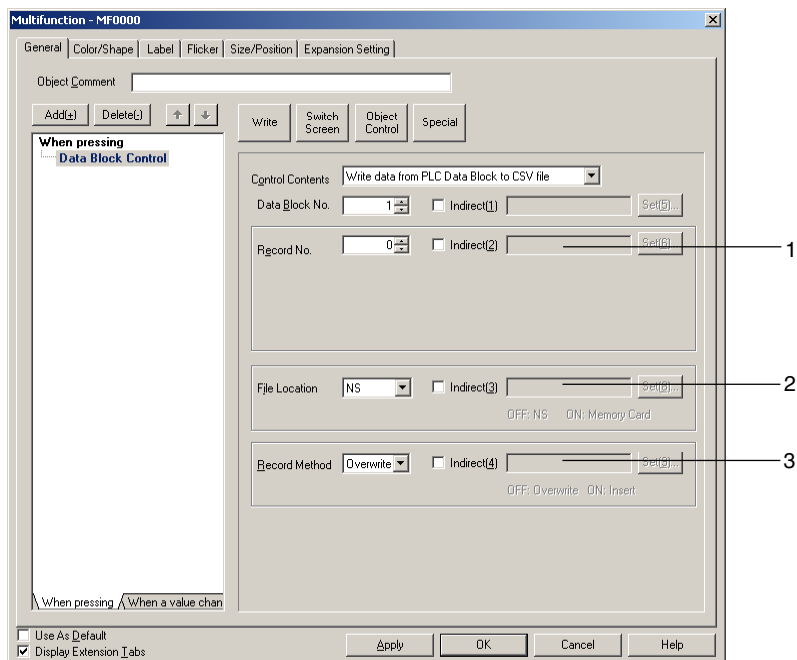 Multifunction - MF0000
General Color/Shape Label Flicker Size/Position Expansion Setting
Object Comment
Add(+) Delete(-) Write Switch Screen Object Control Special
When pressing
Data Block Control
Control Contents Write data from PLC Data Block to CSV file
Data Block No. 1 Indirect(1) Set(5)...
Record No. 0 Indirect(2) Set(6)... 1
File Location NS Indirect(3) Set(8)... 2
OFF: NS ON: Memory Card
Record Method Overwrite Indirect(4) Set(9)... 3
OFF: Overwrite ON: Insert
When pressing When a value chan
Use As Default
Display Extension Tabs Apply OK Cancel Help